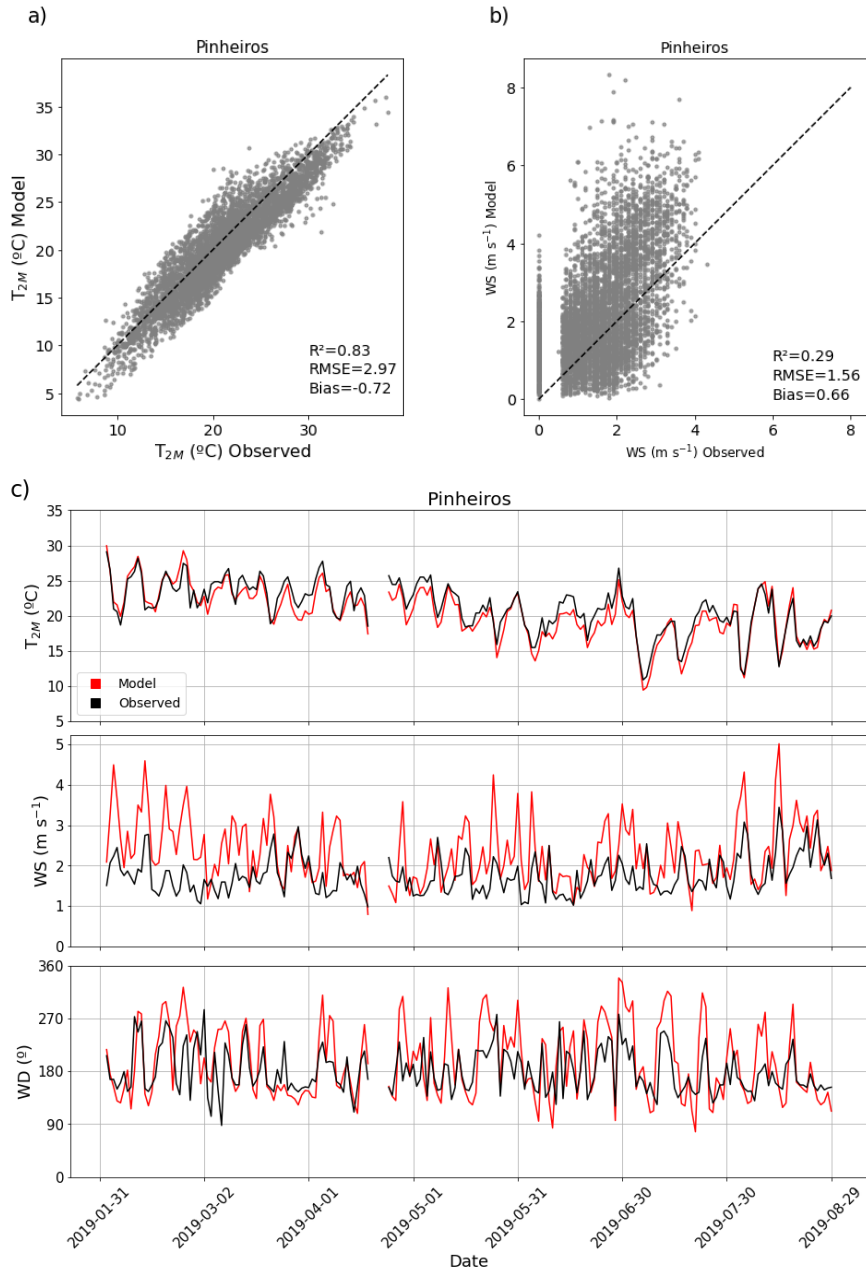 a)
Pinheiros
T2M (ºC) Model
35
30
25
20
15
10
5
R²=0.83
RMSE=2.97
Bias=-0.72
10
20
30
T2M (ºC) Observed
b)
Pinheiros
WS (m s−1) Model
8
6
4
2
0
R²=0.29
RMSE=1.56
Bias=0.66
0
2
4
6
8
WS (m s−1) Observed
c)
Pinheiros
T2M (ºC)
35
30
25
20
15
10
5
Model
Observed
WS (m s−1)
5
4
3
2
1
0
WD (º)
360
270
180
90
0
2019-01-31
2019-03-02
2019-04-01
2019-05-01
2019-05-31
2019-06-30
2019-07-30
2019-08-29
Date